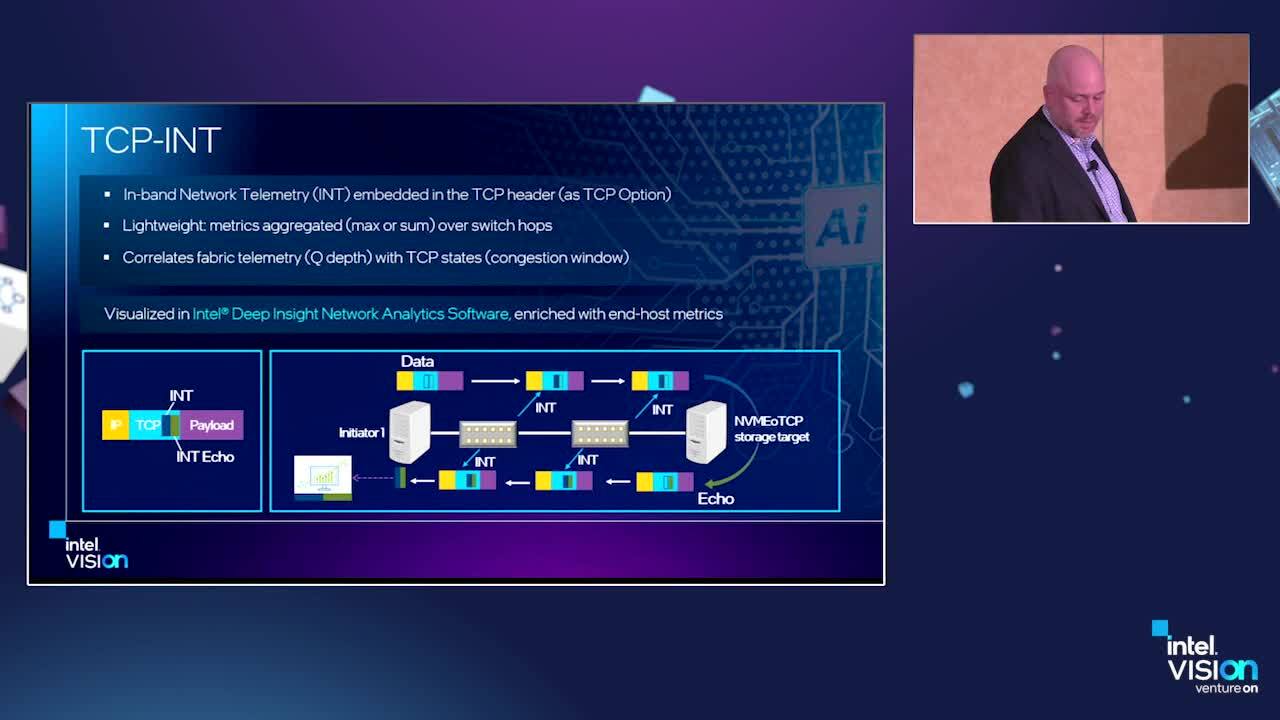 TCP-INT
▪ In-band Network Telemetry (INT) embedded in the TCP header (as TCP Option)
▪ Lightweight: metrics aggregated (max or sum) over switch hops
▪ Correlates fabric telemetry (Q depth) with TCP states (congestion window)
Visualized in Intel® Deep Insight Network Analytics Software, enriched with end-host metrics
INT
IP TCP Payload
INT Echo
Data
INT
INT
Initiator 1
NVMEoTCP
storage target
INT
INT
Echo
Ai
intel.
VISION
intel.
VISION
venture on